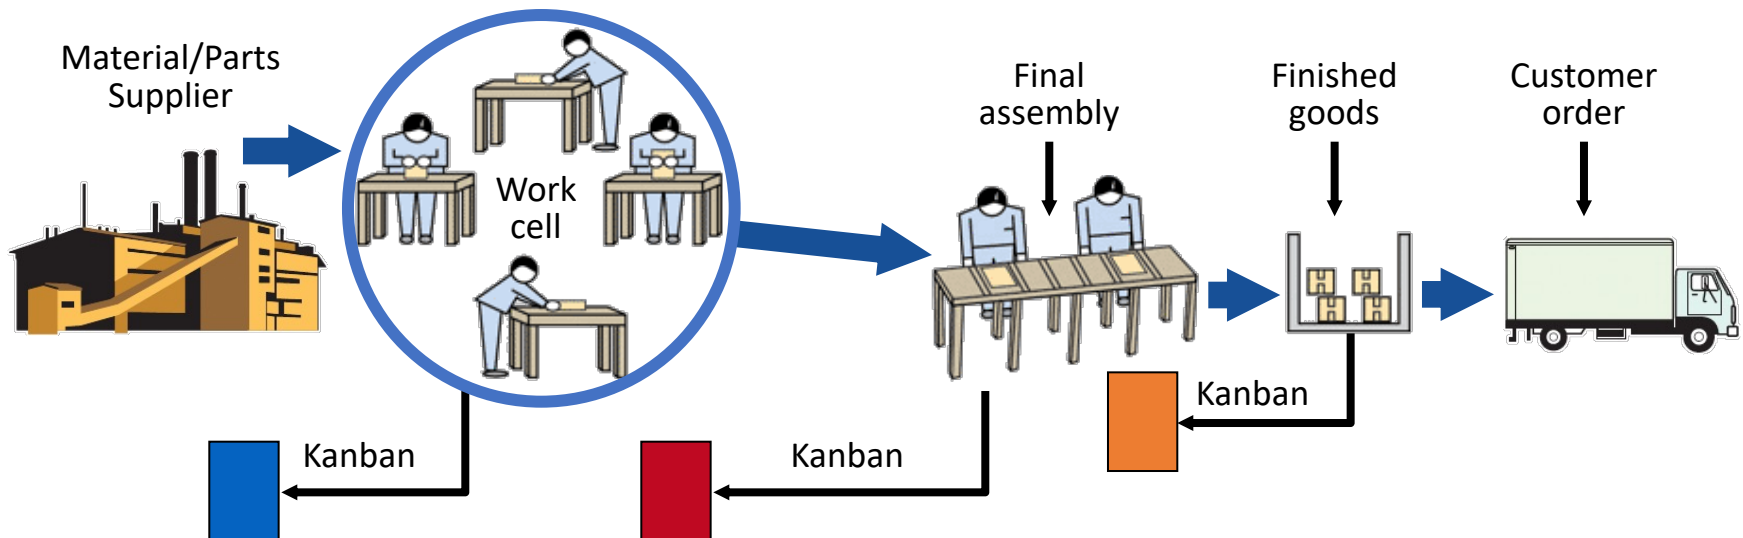 Material/Parts
Supplier
Work
cell
Final
assembly
Finished
goods
Customer
order
Kanban
Kanban
Kanban